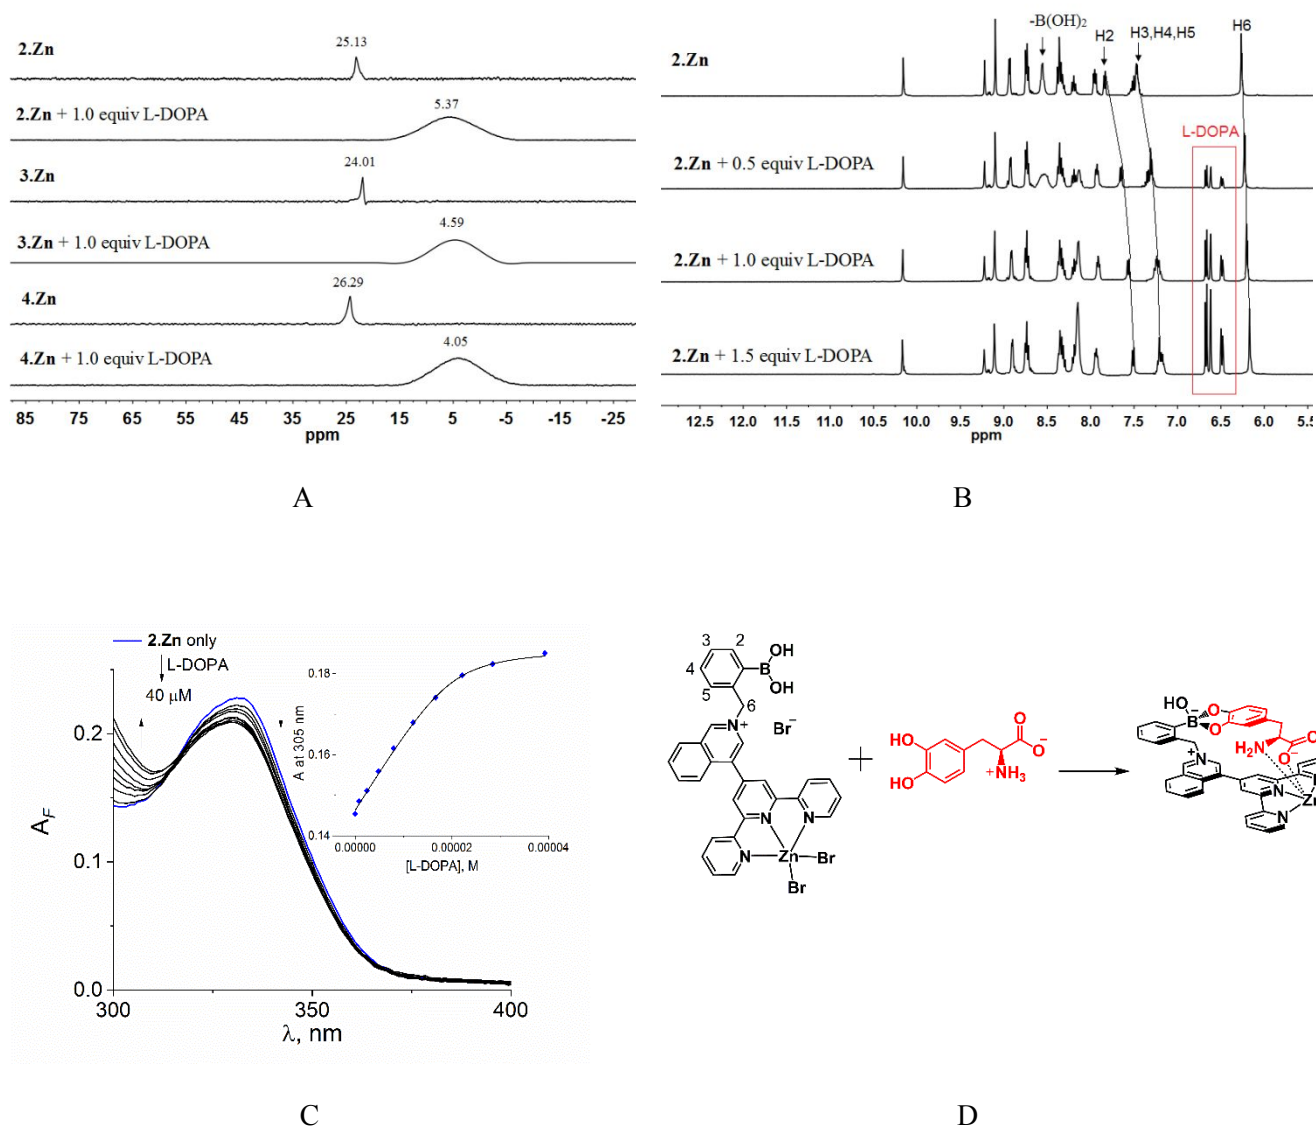 25.13
2.Zn
5.37
2.Zn + 1.0 equiv L-DOPA
24.01
3.Zn
4.59
3.Zn + 1.0 equiv L-DOPA
26.29
4.Zn
4.05
4.Zn + 1.0 equiv L-DOPA
85 75 65 55 45 35 25 15 5 -5 -15 -25
ppm
A
-B(OH)2
H2
H3,H4,H5
H6
2.Zn
L-DOPA
2.Zn + 0.5 equiv L-DOPA
2.Zn + 1.0 equiv L-DOPA
2.Zn + 1.5 equiv L-DOPA
12.5 12.0 11.5 11.0 10.5 10.0 9.5 9.0 8.5 8.0 7.5 7.0 6.5 6.0 5.5
ppm
B
2.Zn only
L-DOPA
40 μM
0.2
0.1
0.0
AF
300 350 400
λ, nm
0.18
0.16
0.14
A at 305 nm
0.00000 0.00002 0.00004
[L-DOPA], M
C
3 2
4
5
6
B
OH
OH
N+
Br−
N N
N
Zn
Br
Br
HO
HO
O
O−
NH3
+
HO
B
O
O
H2N
O
O−
N
+
N
N
N
Zn
D